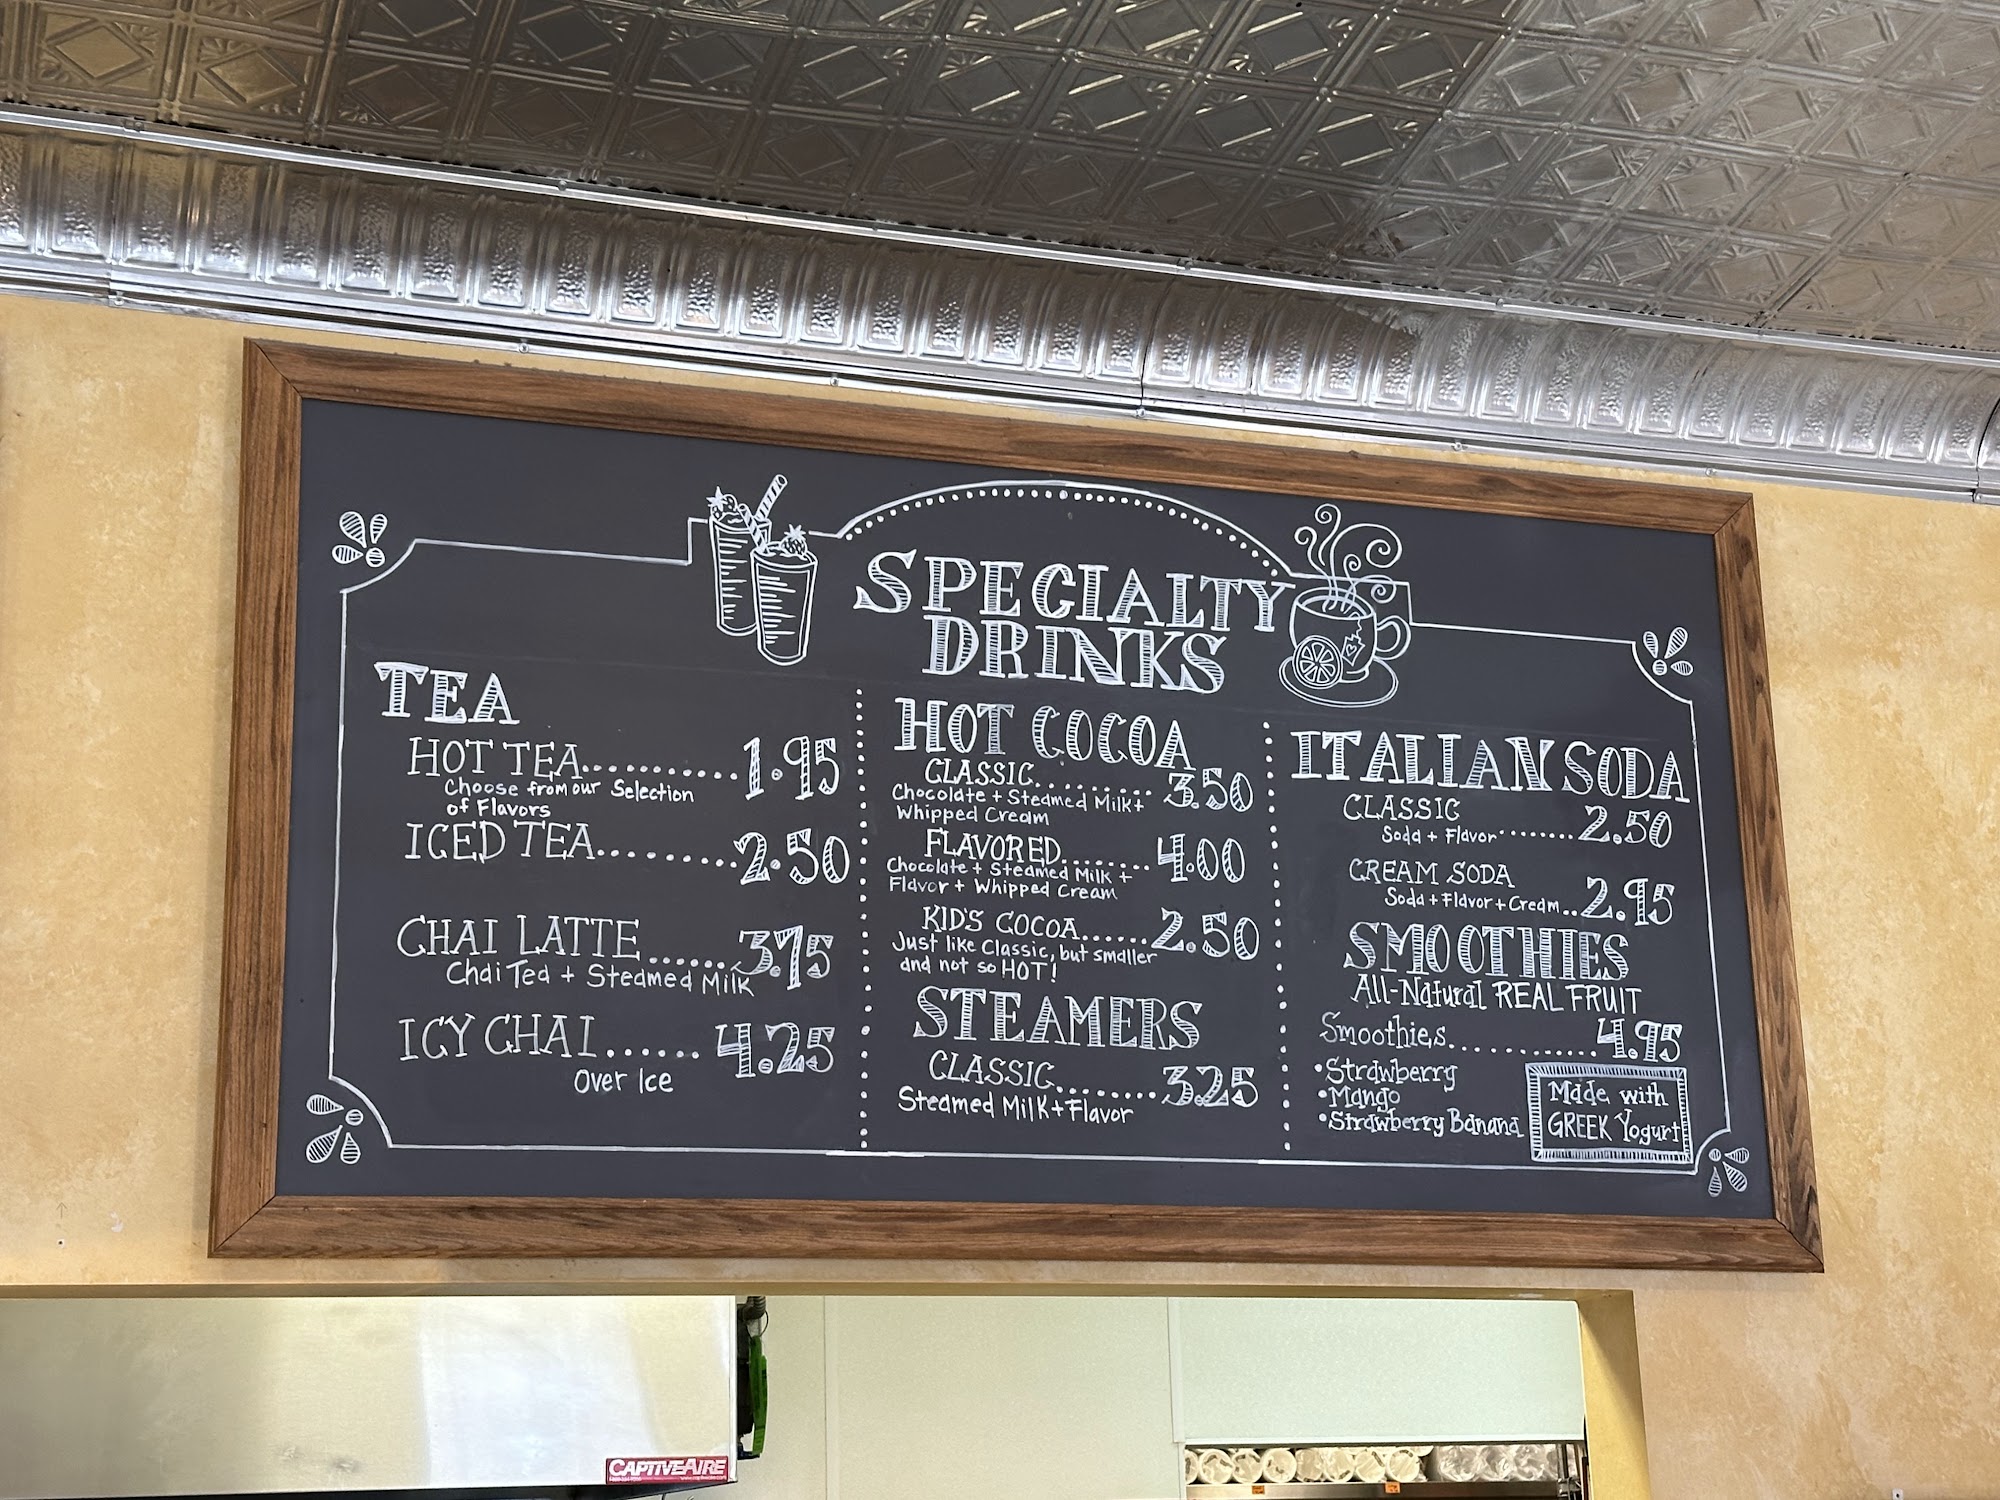 SPECIALTY
DRINKS
TEA
HOT TEA............1.95
Choose from our Selection
of Flavors
ICED TEA..........2.50
CHAI LATTE......3.75
Chai Tea + Steamed Milk
ICY CHAI......4.25
Over Ice
HOT COCOA
CLASSIC.........3.50
Chocolate + Steamed Milk +
Whipped Cream
FLAVORED.......4.00
Chocolate + Steamed Milk +
Flavor + Whipped Cream
KID'S COCOA......2.50
Just like Classic, but smaller
and not so HOT!
STEAMERS
CLASSIC......3.25
Steamed Milk + Flavor
ITALIAN SODA
CLASSIC
Soda + Flavor........2.50
CREAM SODA
Soda + Flavor + Cream..2.95
SMOOTHIES
All-Natural REAL FRUIT
Smoothies............4.95
•Strawberry
•Mango
•Strawberry Banana
Made with
GREEK Yogurt
CAPTIVEAIRE